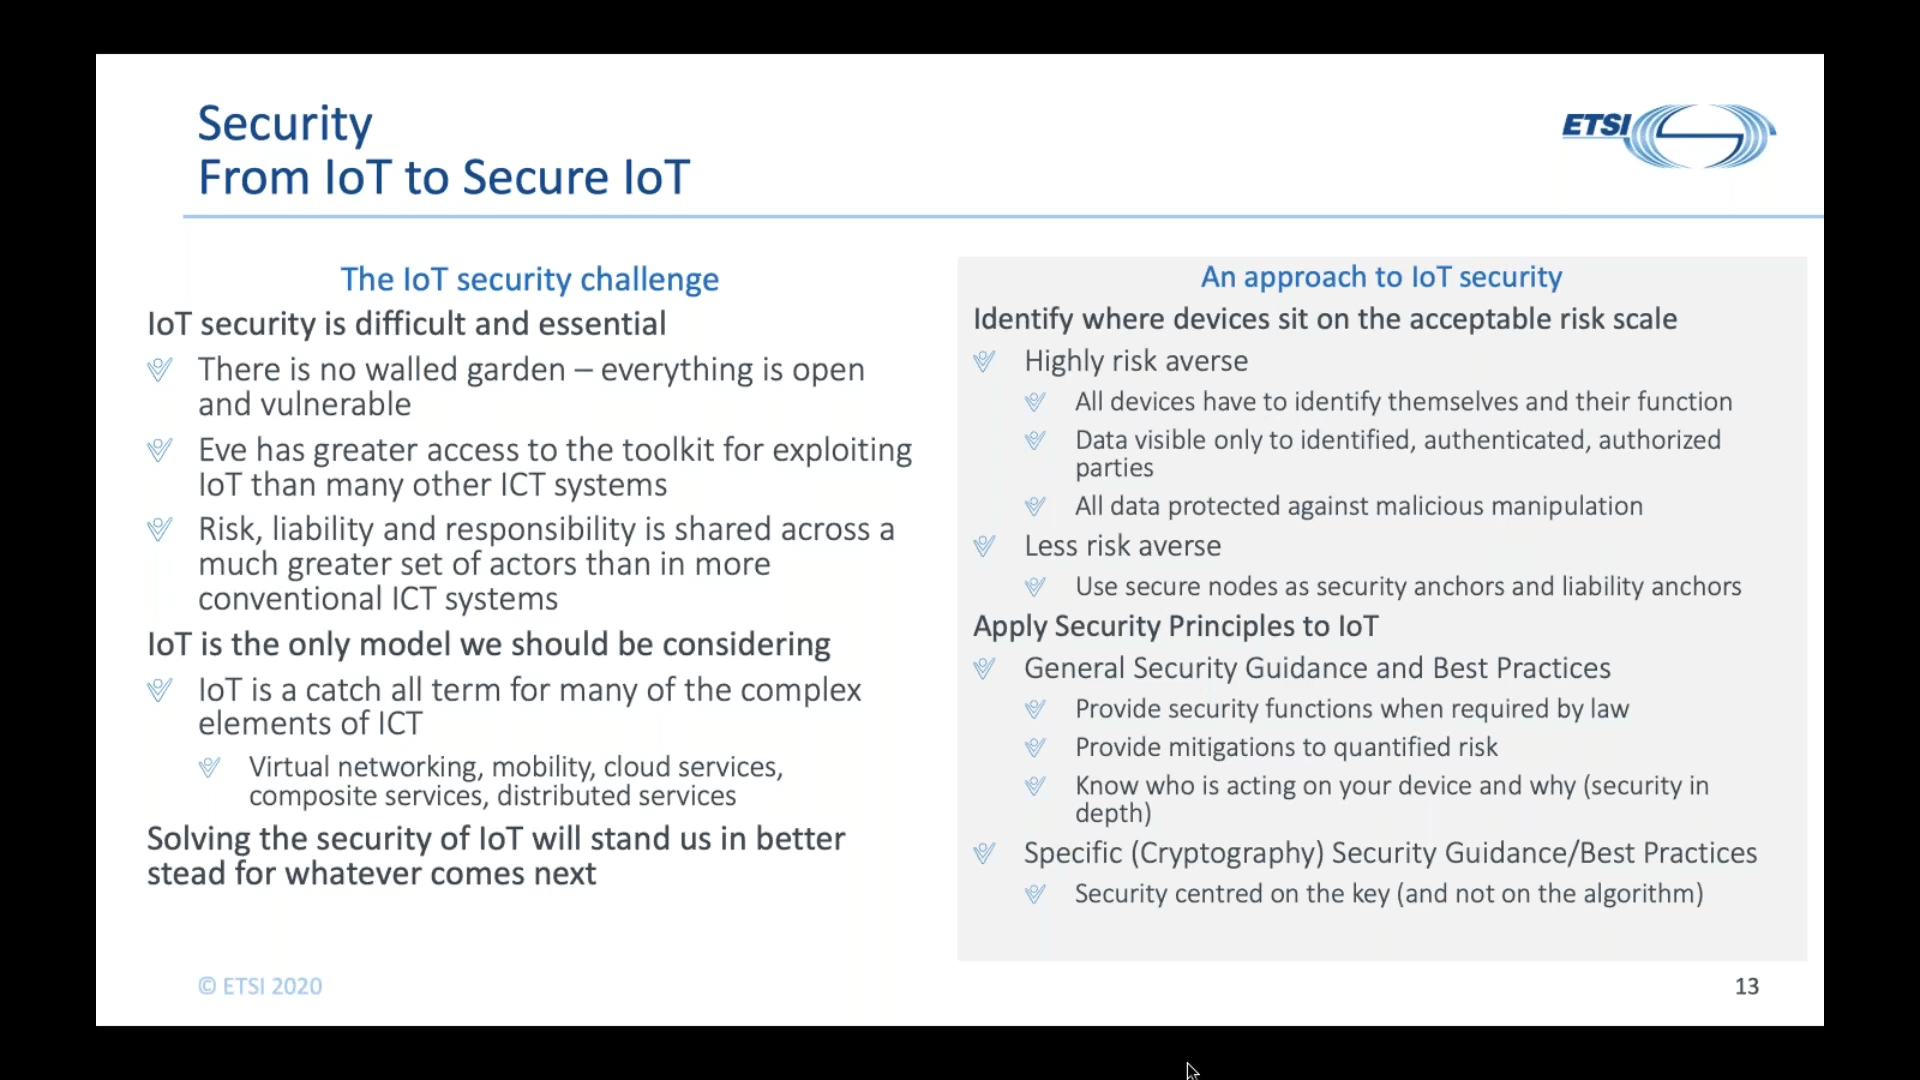 Security
From IoT to Secure IoT
ETSI
The IoT security challenge
IoT security is difficult and essential
There is no walled garden – everything is open
and vulnerable
Eve has greater access to the toolkit for exploiting
IoT than many other ICT systems
Risk, liability and responsibility is shared across a
much greater set of actors than in more
conventional ICT systems
IoT is the only model we should be considering
IoT is a catch all term for many of the complex
elements of ICT
Virtual networking, mobility, cloud services,
composite services, distributed services
Solving the security of IoT will stand us in better
stead for whatever comes next
An approach to IoT security
Identify where devices sit on the acceptable risk scale
Highly risk averse
All devices have to identify themselves and their function
Data visible only to identified, authenticated, authorized
parties
All data protected against malicious manipulation
Less risk averse
Use secure nodes as security anchors and liability anchors
Apply Security Principles to IoT
General Security Guidance and Best Practices
Provide security functions when required by law
Provide mitigations to quantified risk
Know who is acting on your device and why (security in
depth)
Specific (Cryptography) Security Guidance/Best Practices
Security centred on the key (and not on the algorithm)
© ETSI 2020
13